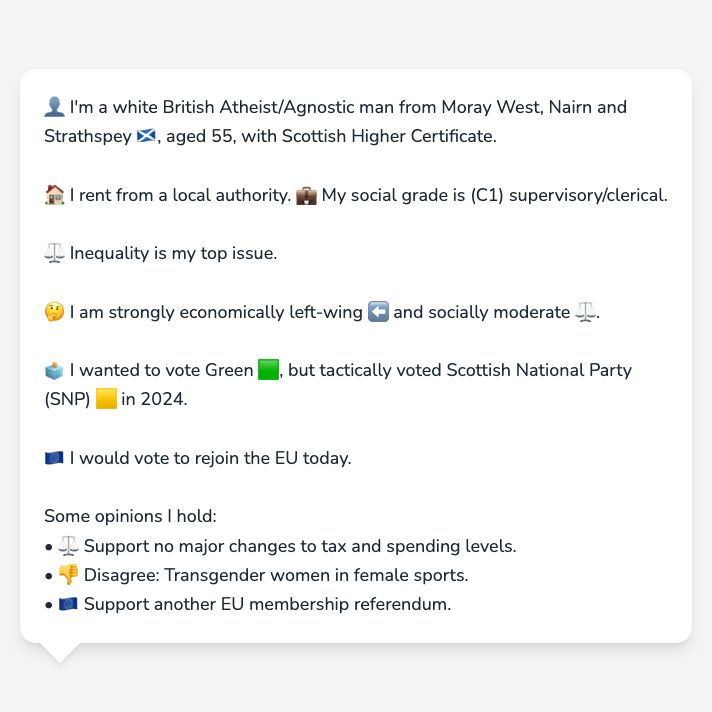 👤 I'm a white British Atheist/Agnostic man from Moray West, Nairn and
Strathspey 🏴󠁧󠁢󠁳󠁣󠁴󠁿, aged 55, with Scottish Higher Certificate.
🏠 I rent from a local authority. 💼 My social grade is (C1) supervisory/clerical.
⚖️ Inequality is my top issue.
🤔 I am strongly economically left-wing ⬅️ and socially moderate ⚖️.
🗳️ I wanted to vote Green 🟩, but tactically voted Scottish National Party
(SNP) 🟨 in 2024.
🇪🇺 I would vote to rejoin the EU today.
Some opinions I hold:
• ⚖️ Support no major changes to tax and spending levels.
• 👎 Disagree: Transgender women in female sports.
• 🇪🇺 Support another EU membership referendum.